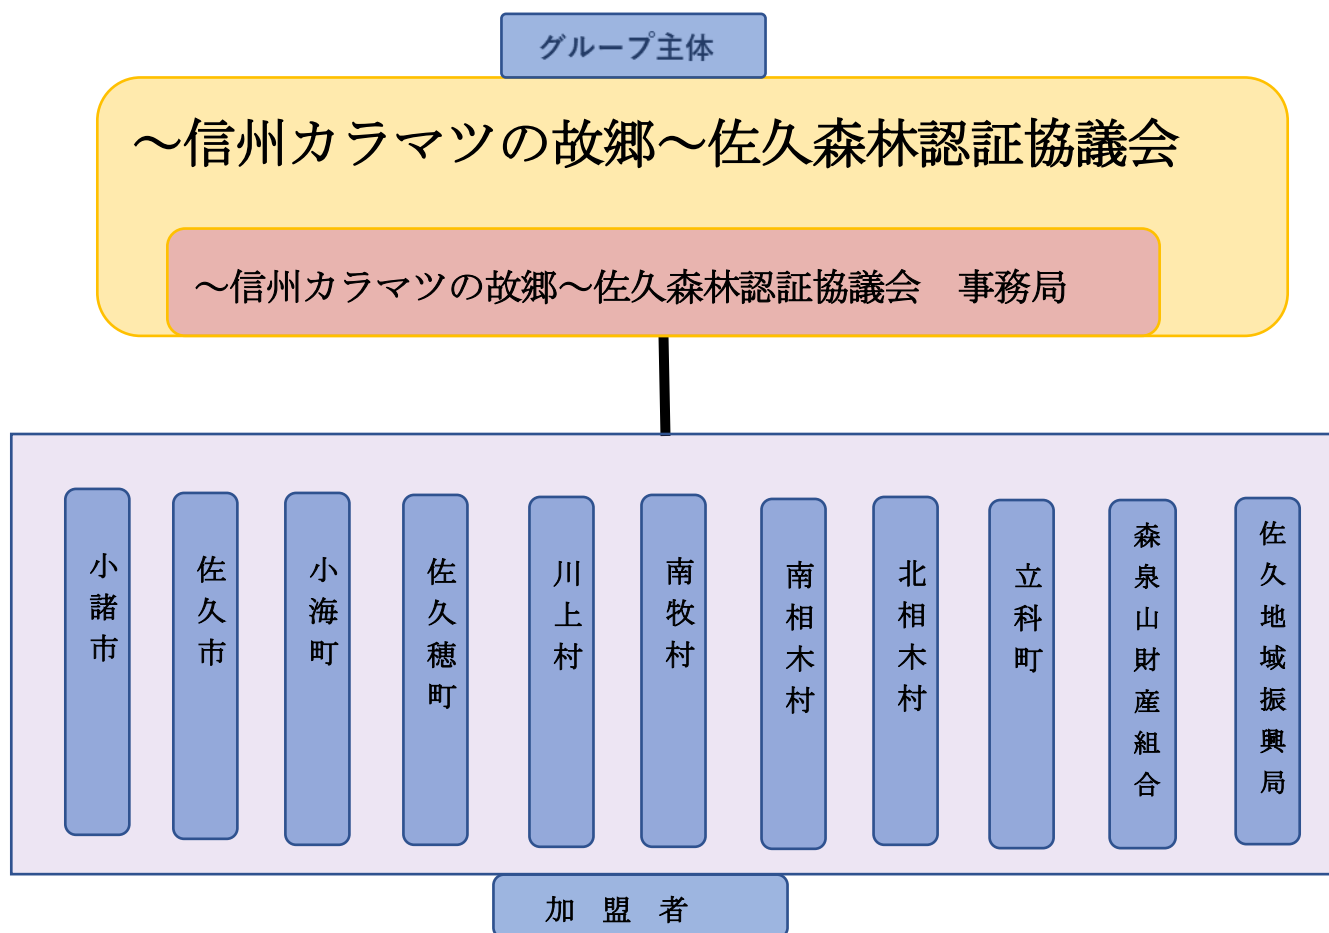 グループ主体
～信州カラマツの故郷～佐久森林認証協議会
～信州カラマツの故郷～佐久森林認証協議会　事務局
小諸市
佐久市
小海町
佐久穂町
川上村
南牧村
南相木村
北相木村
立科町
森泉山財産組合
佐久地域振興局
加　盟　者